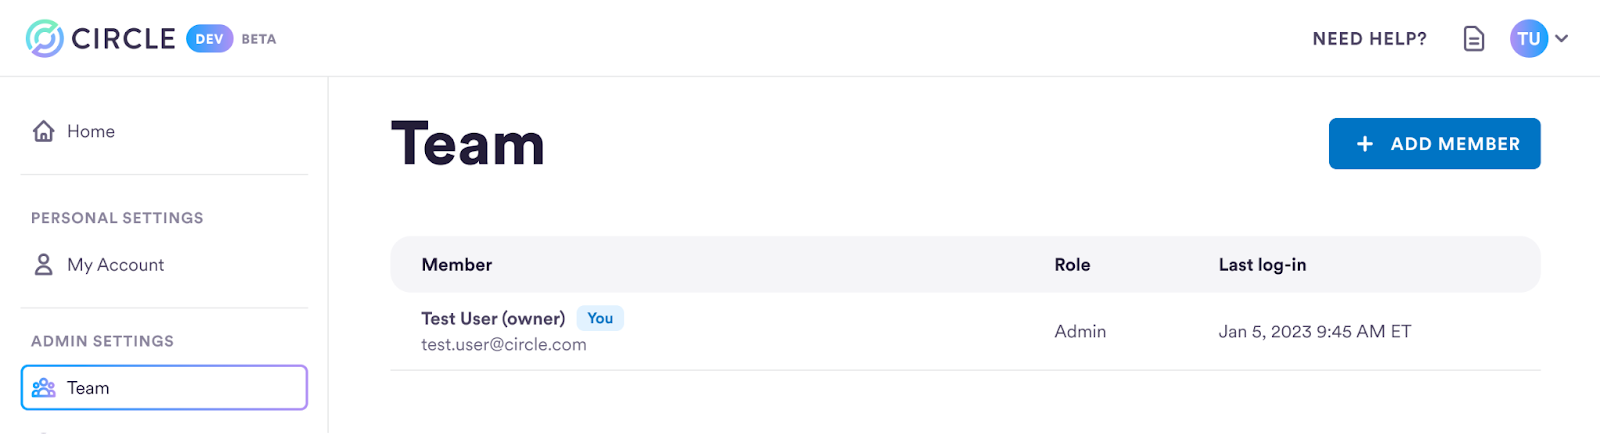 CIRCLE DEV BETA
NEED HELP?
TU
Home
PERSONAL SETTINGS
My Account
ADMIN SETTINGS
Team
Team
+ ADD MEMBER
Member Role Last log-in
Test User (owner) You
test.user@circle.com
Admin
Jan 5, 2023 9:45 AM ET